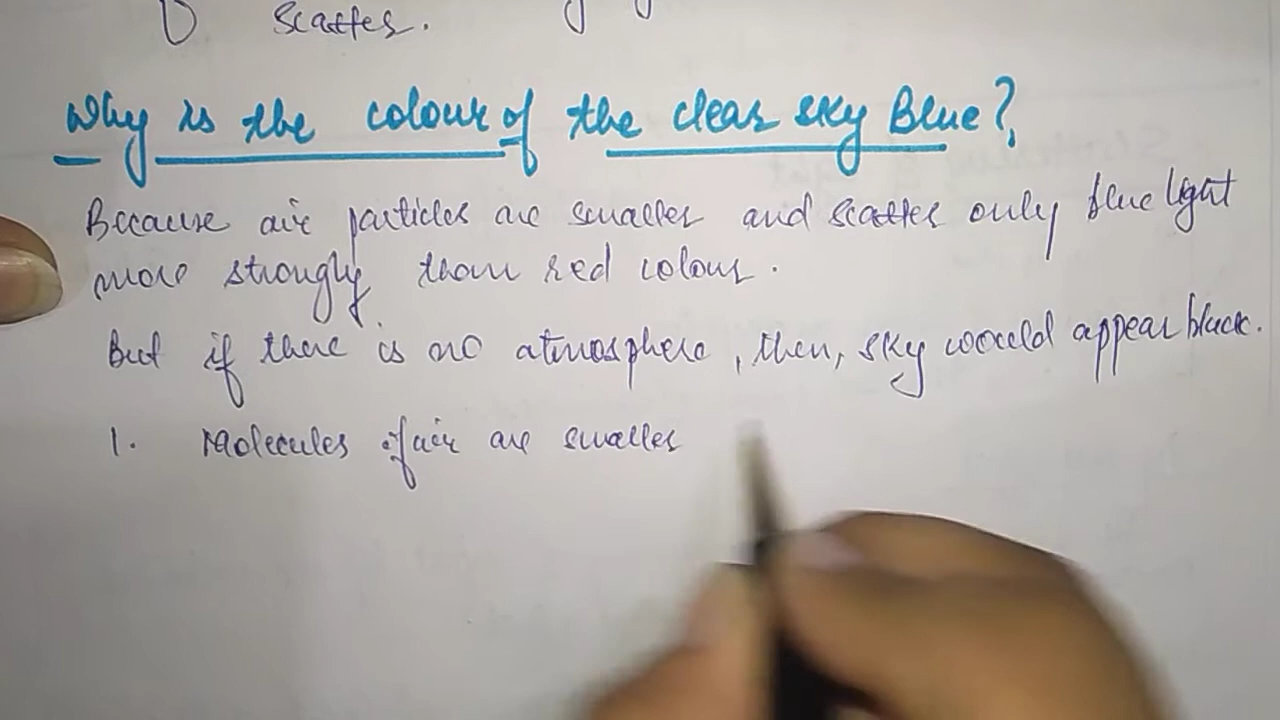 scatter.
Why is the colour of the clear sky Blue?
Because air particles are smaller and scatter only blue light
more strongly than red colour.
But if there is no atmosphere, then, sky would appear black.
1. Molecules of air are smaller